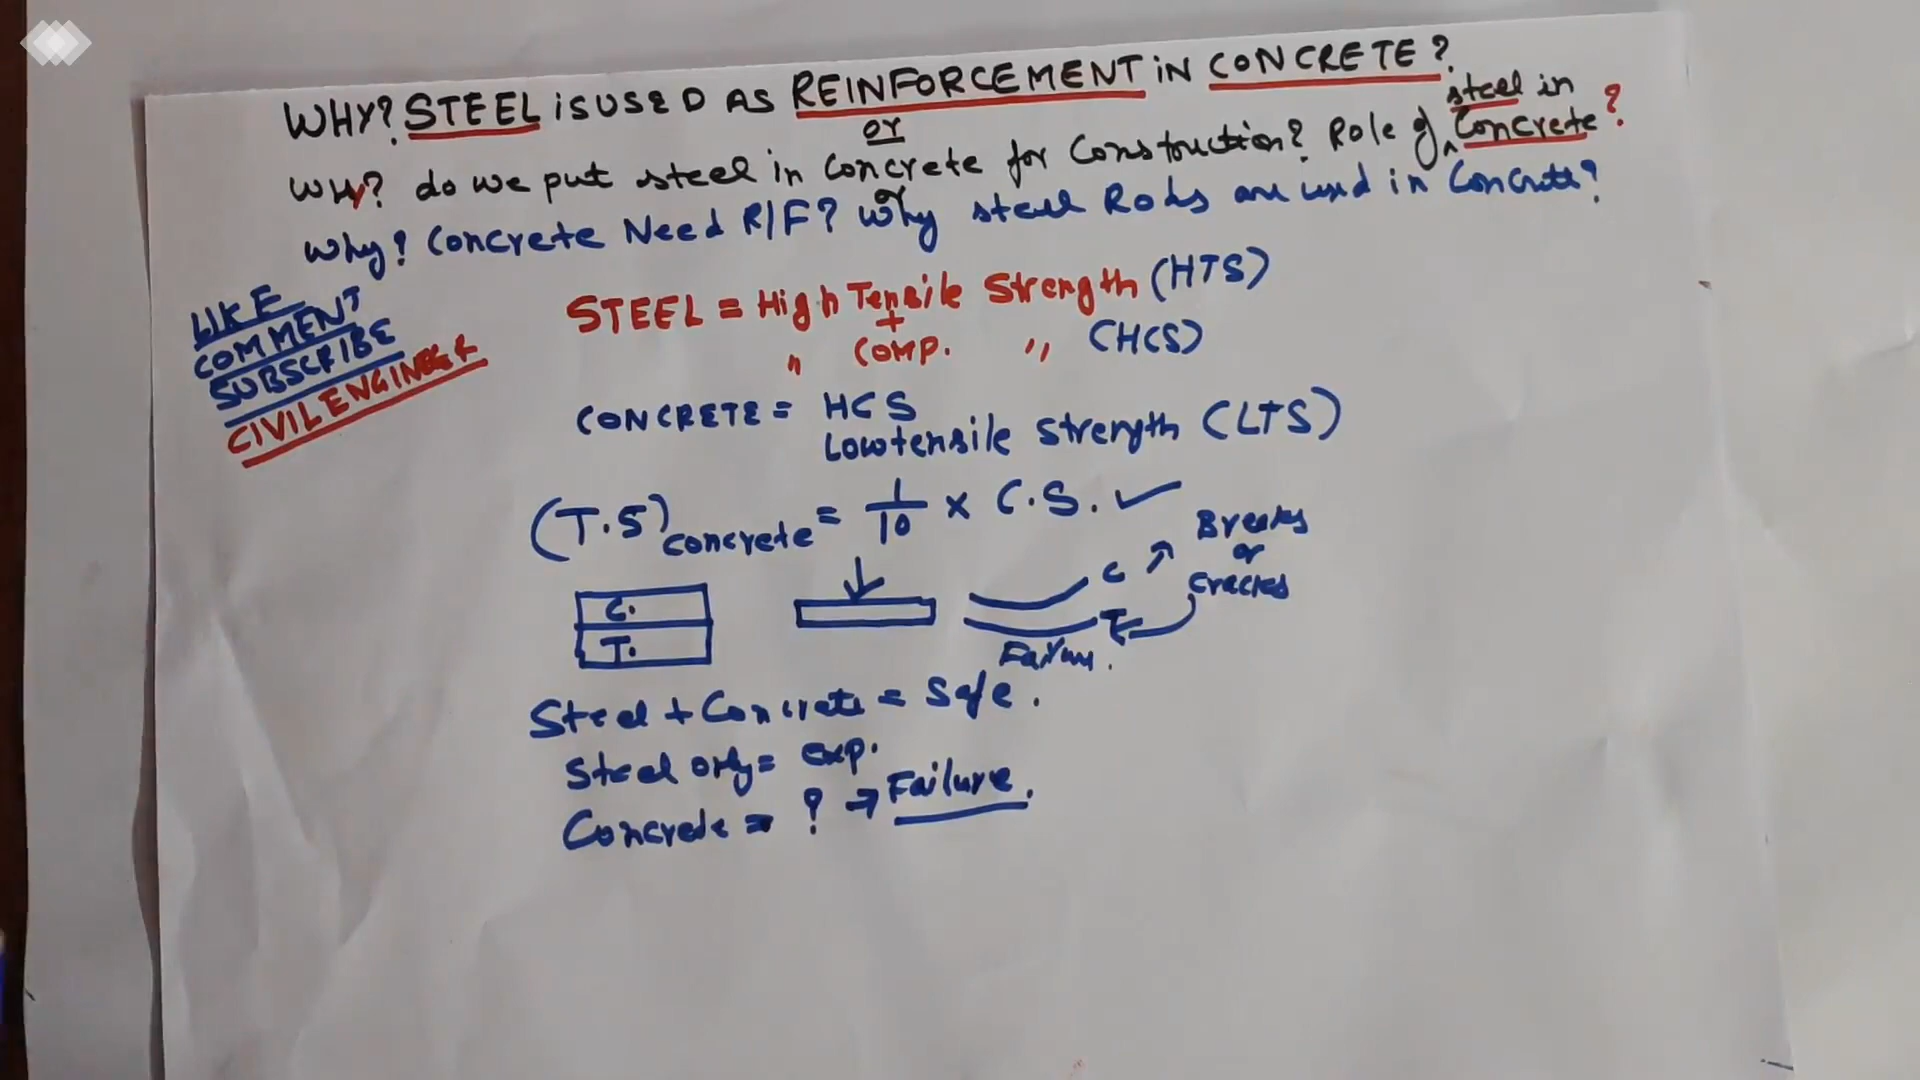 WHY? STEEL iS USED AS REINFORCEMENT iN CONCRETE?
or
Why? do we put steel in Concrete for Construction? Role of steel in Concrete?
or
Why? Concrete Need R/F? Why steel Rods are used in Concrete?
LIKE
COMMENT
SUBSCRIBE
CIVIL ENGINEER
STEEL = High Tensile Strength (HTS)
+
" Comp. " (HCS)
CONCRETE = HCS
Low tensile strength (LTS)
(T.S) concrete = 1/10 × C.S. ✓
Breaks
or
Cracks
C.
T.
C
T
Failure.
Steel + Concrete = Safe.
Steel only = exp.
Concrete = ? → Failure.